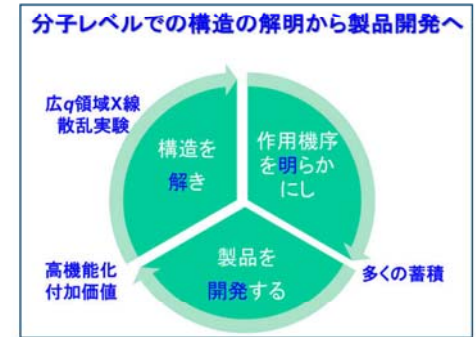 分子レベルでの構造の解明から製品開発へ
広q領域X線
散乱実験
構造を
解き
作用機序
を明らか
にし
製品を
開発する
高機能化
付加価値
多くの蓄積